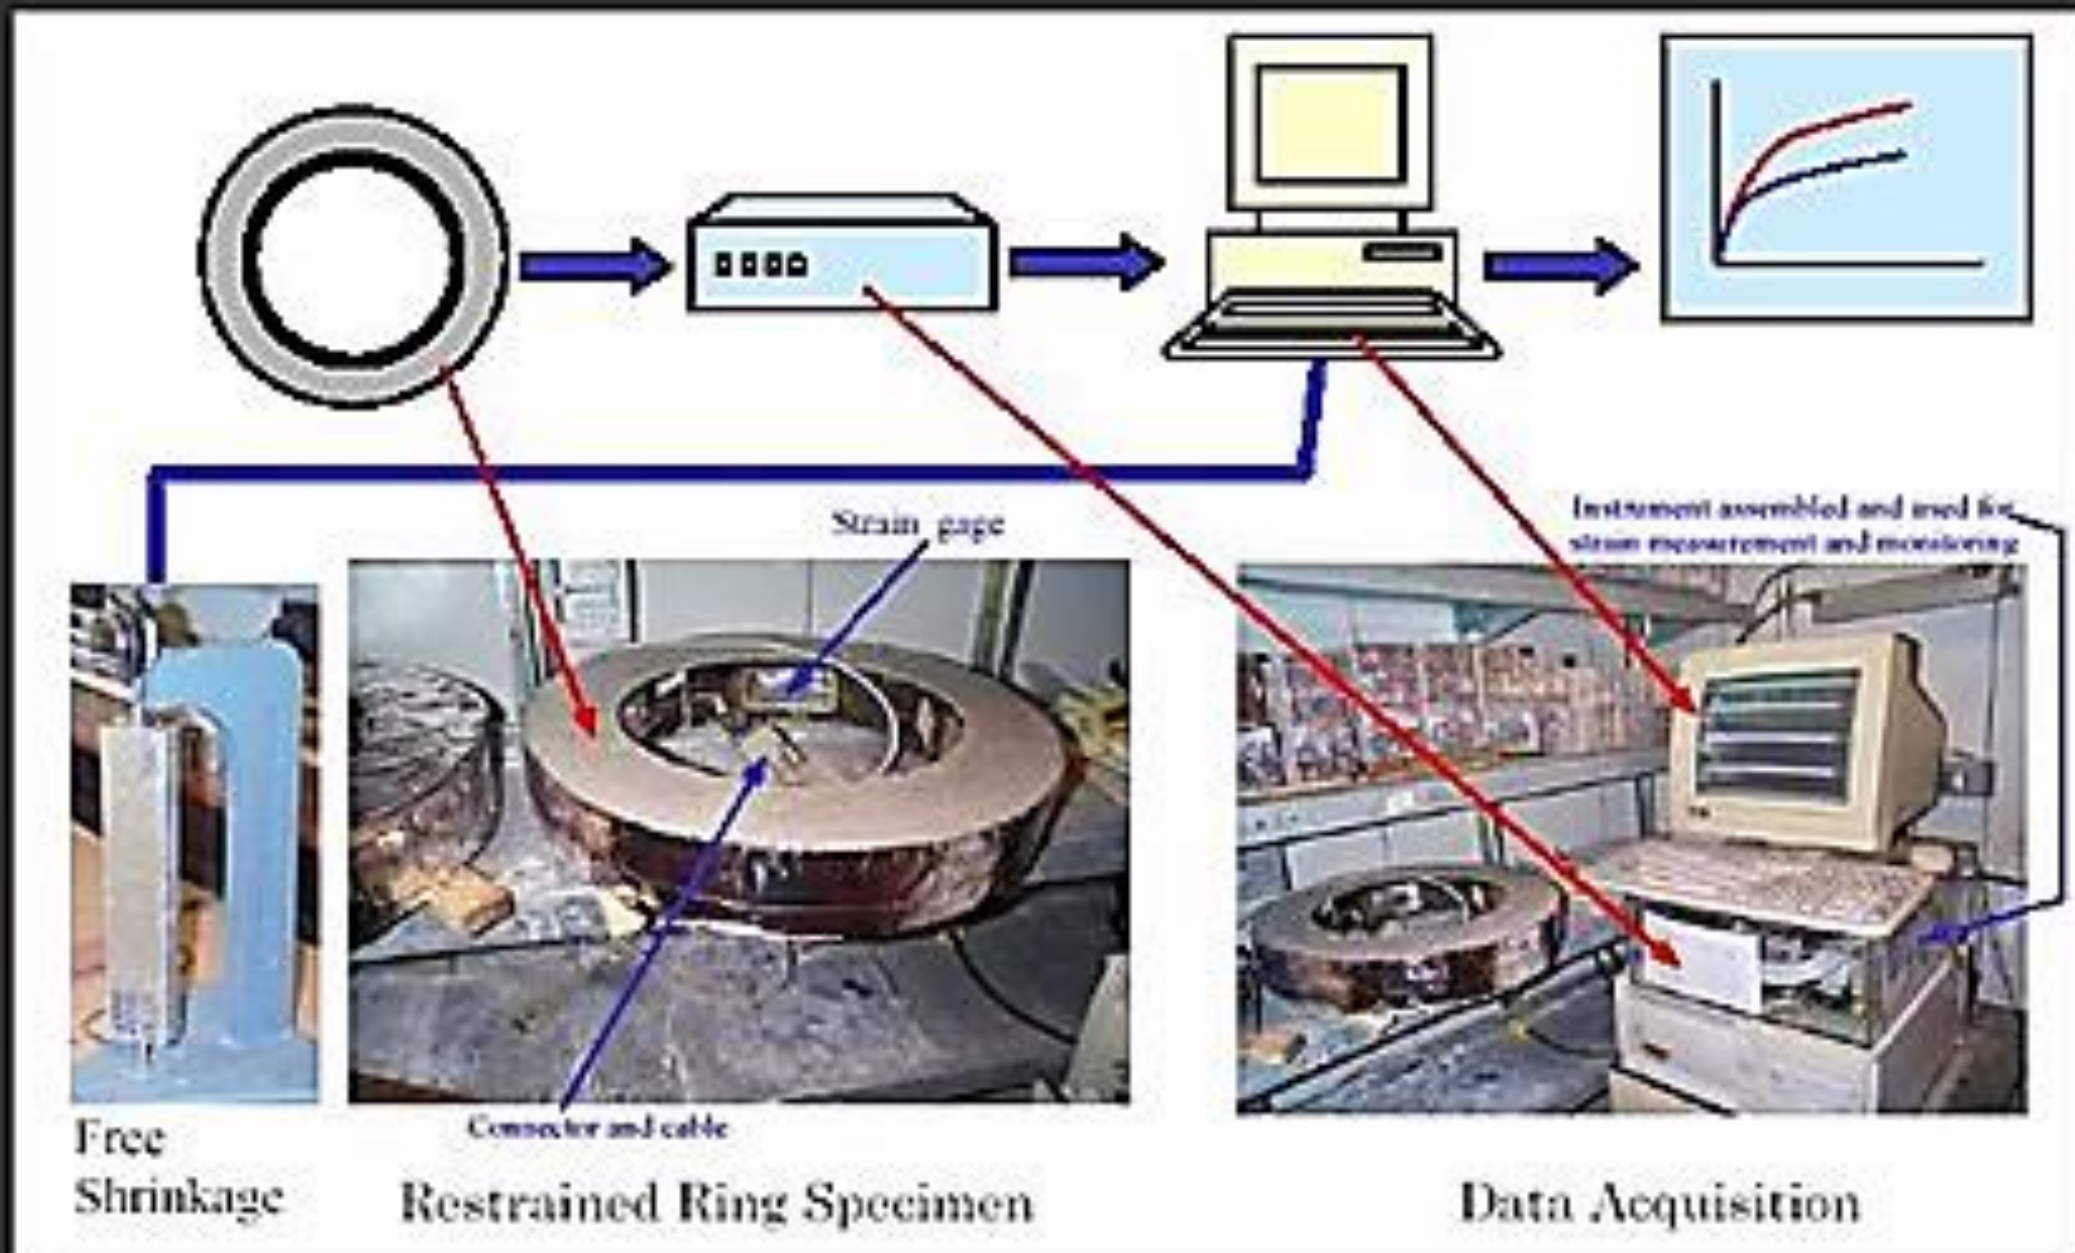 Strain gage
Instrument assembled and used for
strain measurement and monitoring
Connector and cable
Free
Shrinkage
Restrained Ring Specimen
Data Acquisition